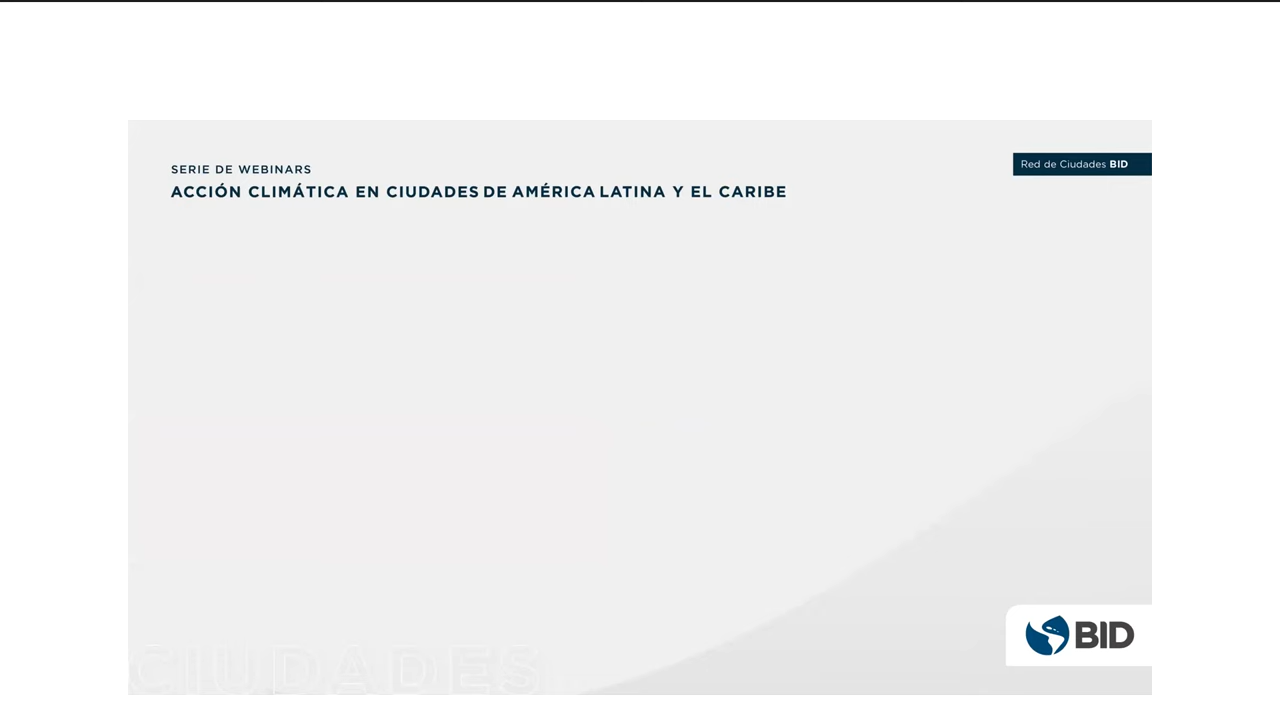 SERIE DE WEBINARS
ACCIÓN CLIMÁTICA EN CIUDADES DE AMÉRICA LATINA Y EL CARIBE
Red de Ciudades BID
CIUDADES
BID